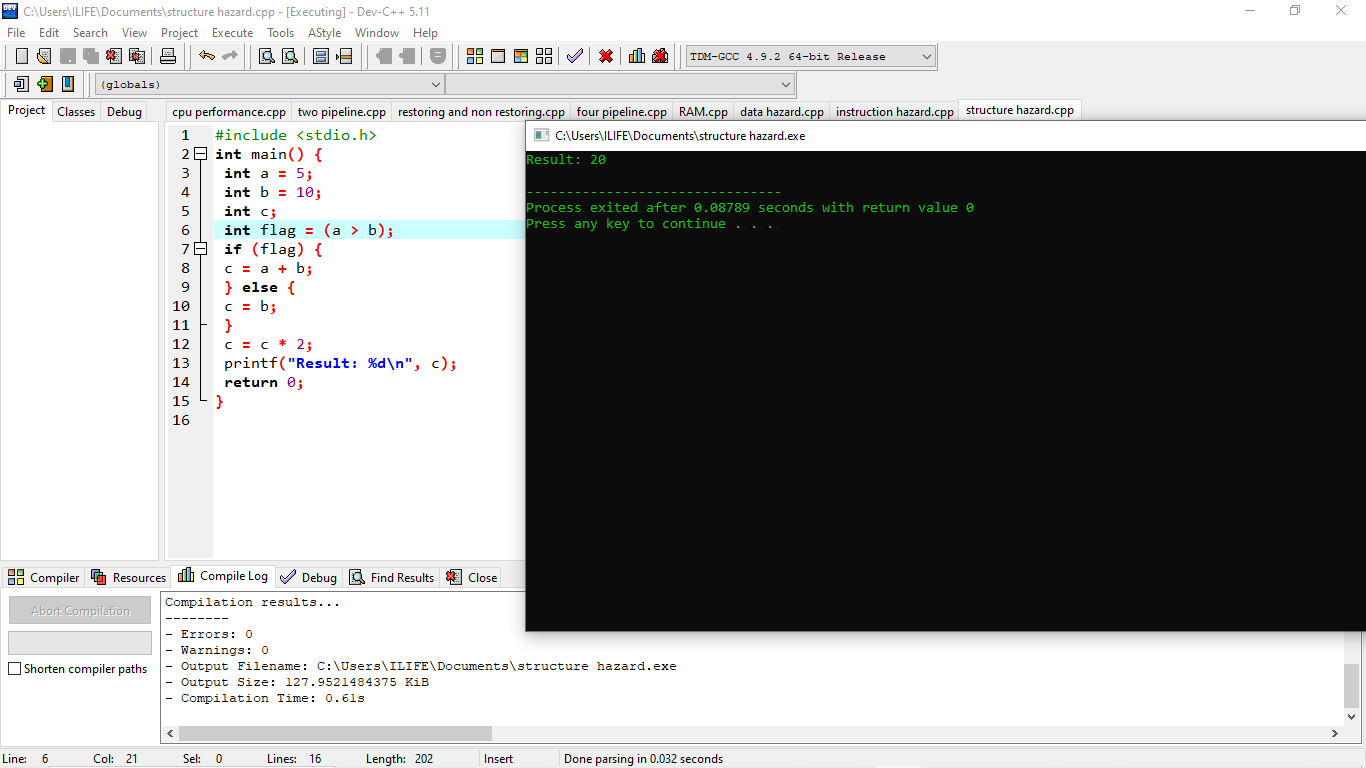 C:\Users\ILIFE\Documents\structure hazard.cpp - [Executing] - Dev-C++ 5.11
File Edit Search View Project Execute Tools AStyle Window Help
TDM-GCC 4.9.2 64-bit Release
(globals)
Project Classes Debug
cpu performance.cpp two pipeline.cpp restoring and non restoring.cpp four pipeline.cpp RAM.cpp data hazard.cpp instruction hazard.cpp structure hazard.cpp
1 #include <stdio.h>
2 int main() {
3 int a = 5;
4 int b = 10;
5 int c;
6 int flag = (a > b);
7 if (flag) {
8 c = a + b;
9 } else {
10 c = b;
11 }
12 c = c * 2;
13 printf("Result: %d\n", c);
14 return 0;
15 }
16
C:\Users\ILIFE\Documents\structure hazard.exe
Result: 20
--------------------------------
Process exited after 0.08789 seconds with return value 0
Press any key to continue . . .
Compiler Resources Compile Log Debug Find Results Close
Abort Compilation
Shorten compiler paths
Compilation results...
--------
- Errors: 0
- Warnings: 0
- Output Filename: C:\Users\ILIFE\Documents\structure hazard.exe
- Output Size: 127.9521484375 KiB
- Compilation Time: 0.61s
Line: 6 Col: 21 Sel: 0 Lines: 16 Length: 202 Insert Done parsing in 0.032 seconds